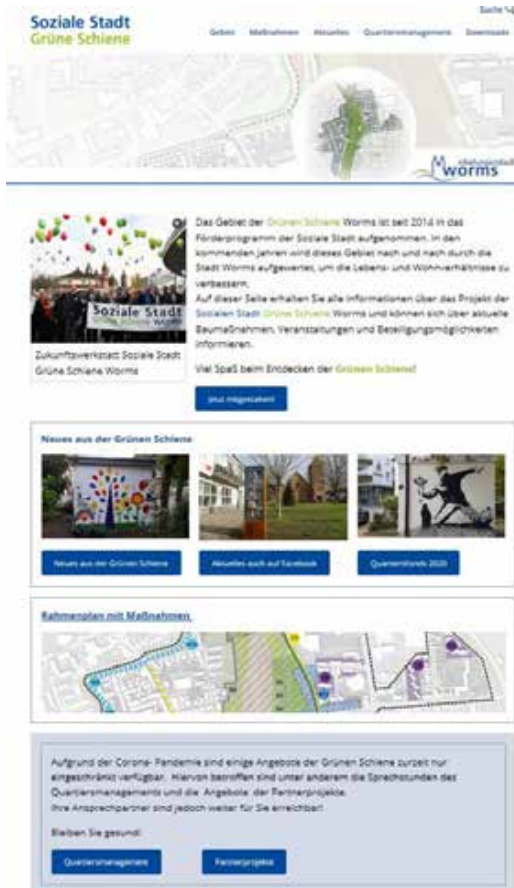 Suche
Soziale Stadt
Grüne Schiene
Gebiet Maßnahmen Aktuelles Quartiersmanagement Downloads
nibelungenstadt
worms
Das Gebiet der Grünen Schiene Worms ist seit 2014 in das
Förderprogramm der Soziale Stadt aufgenommen. In den
kommenden Jahren wird dieses Gebiet nach und nach durch die
Stadt Worms aufgewertet, um die Lebens- und Wohnverhältnisse zu
verbessern.
Auf dieser Seite erhalten Sie alle Informationen über das Projekt der
Sozialen Stadt Grüne Schiene Worms und können sich über aktuelle
Baumaßnahmen, Veranstaltungen und Beteiligungsmöglichkeiten
informieren.
Viel Spaß beim Entdecken der Grünen Schiene!
Jetzt mitgestalten!
Soziale Stadt
Grüne Schiene Worms
Zukunftswerkstatt Soziale Stadt
Grüne Schiene Worms
Neues aus der Grünen Schiene
Neues aus der Grünen Schiene
Aktuelles auch auf Facebook
Quartiersfonds 2020
Rahmenplan mit Maßnahmen
Aufgrund der Corona- Pandemie sind einige Angebote der Grünen Schiene zurzeit nur
eingeschränkt verfügbar. Hiervon betroffen sind unter anderem die Sprechstunden des
Quartiersmanagements und die Angebote der Partnerprojekte.
Ihre Ansprechpartner sind jedoch weiter für Sie erreichbar!
Bleiben Sie gesund!
Quartiersmanagement
Partnerprojekte